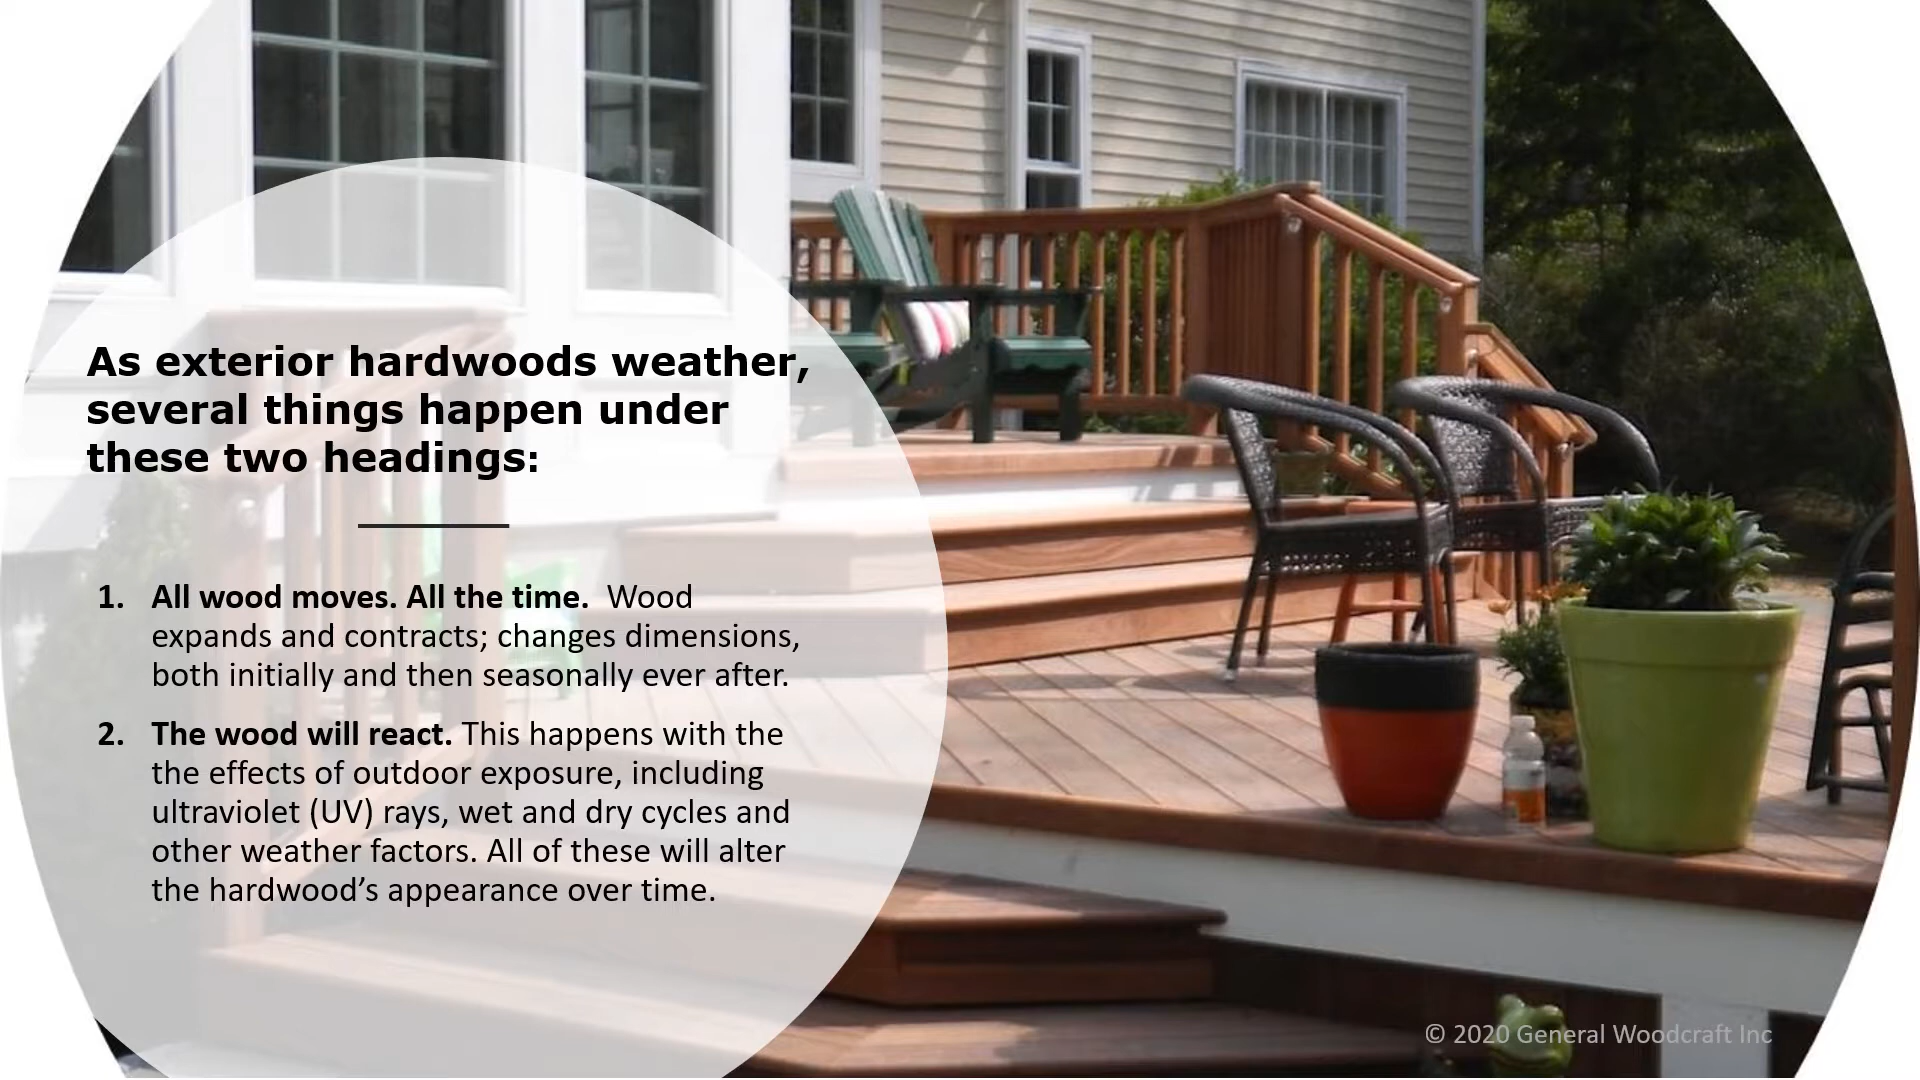 As exterior hardwoods weather,
several things happen under
these two headings:
1. All wood moves. All the time.  Wood
expands and contracts; changes dimensions,
both initially and then seasonally ever after.
2. The wood will react. This happens with the
the effects of outdoor exposure, including
ultraviolet (UV) rays, wet and dry cycles and
other weather factors. All of these will alter
the hardwood’s appearance over time.
© 2020 General Woodcraft Inc